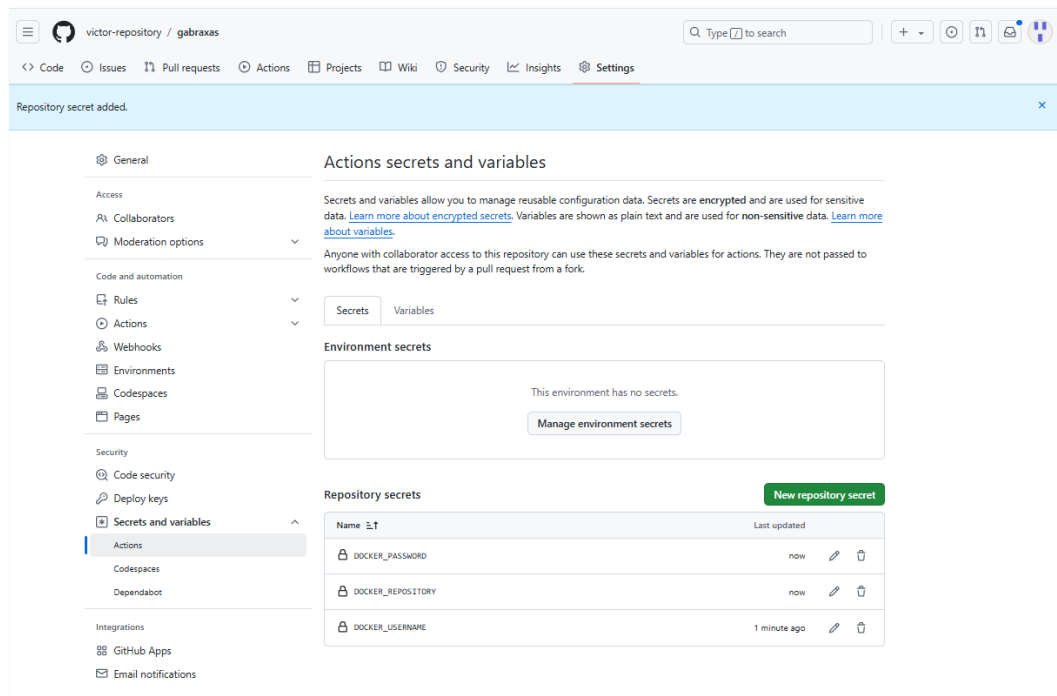 victor-repository / gabraxas
Type / to search
Code
Issues
Pull requests
Actions
Projects
Wiki
Security
Insights
Settings
Repository secret added.
General
Access
Collaborators
Moderation options
Code and automation
Rules
Actions
Webhooks
Environments
Codespaces
Pages
Security
Code security
Deploy keys
Secrets and variables
Actions
Codespaces
Dependabot
Integrations
GitHub Apps
Email notifications
Actions secrets and variables
Secrets and variables allow you to manage reusable configuration data. Secrets are encrypted and are used for sensitive
data. Learn more about encrypted secrets. Variables are shown as plain text and are used for non-sensitive data. Learn more
about variables.
Anyone with collaborator access to this repository can use these secrets and variables for actions. They are not passed to
workflows that are triggered by a pull request from a fork.
Secrets
Variables
Environment secrets
This environment has no secrets.
Manage environment secrets
Repository secrets
New repository secret
Name
Last updated
DOCKER_PASSWORD
now
DOCKER_REPOSITORY
now
DOCKER_USERNAME
1 minute ago